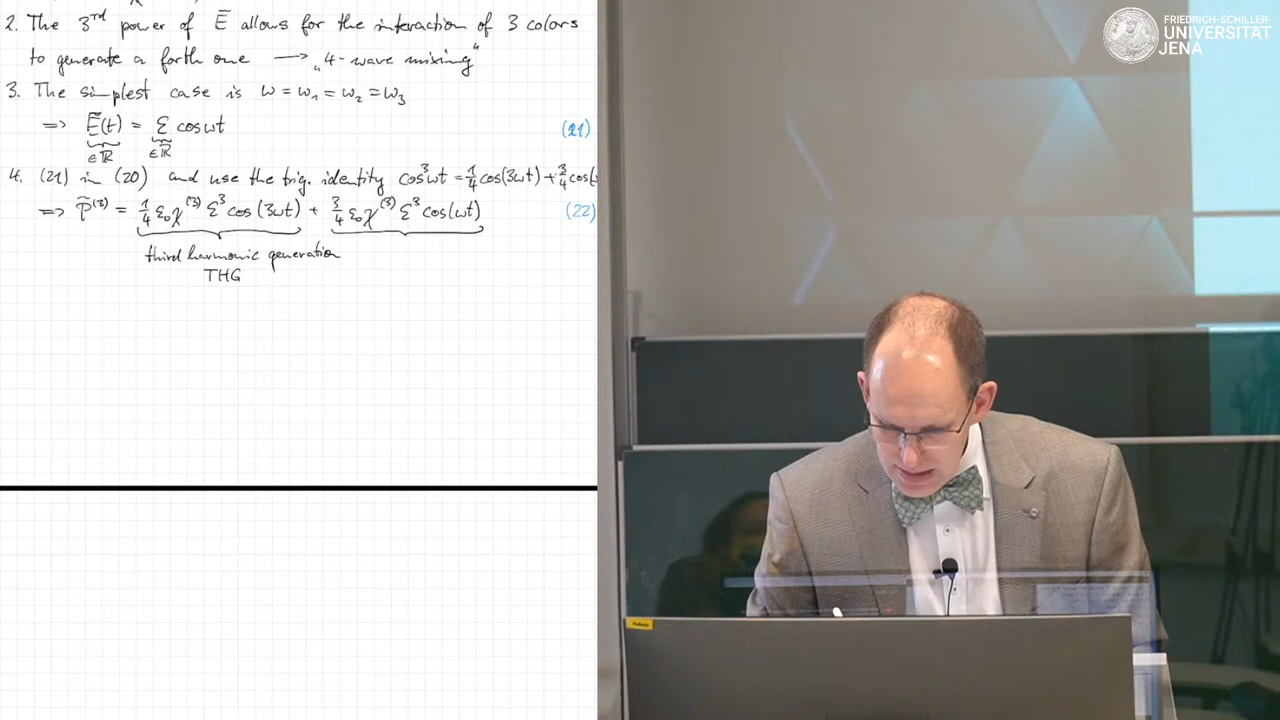 2. The 3rd power of Ẽ allows for the interaction of 3 colors
to generate a forth one ⟶ „4-wave mixing"
3. The simplest case is ω = ω₁ = ω₂ = ω₃
⇒ Ẽ(t) = ℰ cos ωt (21)
∈ℝ ∈ℝ
4. (21) in (20) and use the trig. identity cos³ωt = 1/4 cos(3ωt) + 3/4 cos(
⇒ P̃⁽³⁾ = 1/4 ε₀χ⁽³⁾ ℰ³ cos (3ωt) + 3/4 ε₀χ⁽³⁾ ℰ³ cos(ωt) (22)
third harmonic generation
THG
FRIEDRICH-SCHILLER-
UNIVERSITÄT
JENA